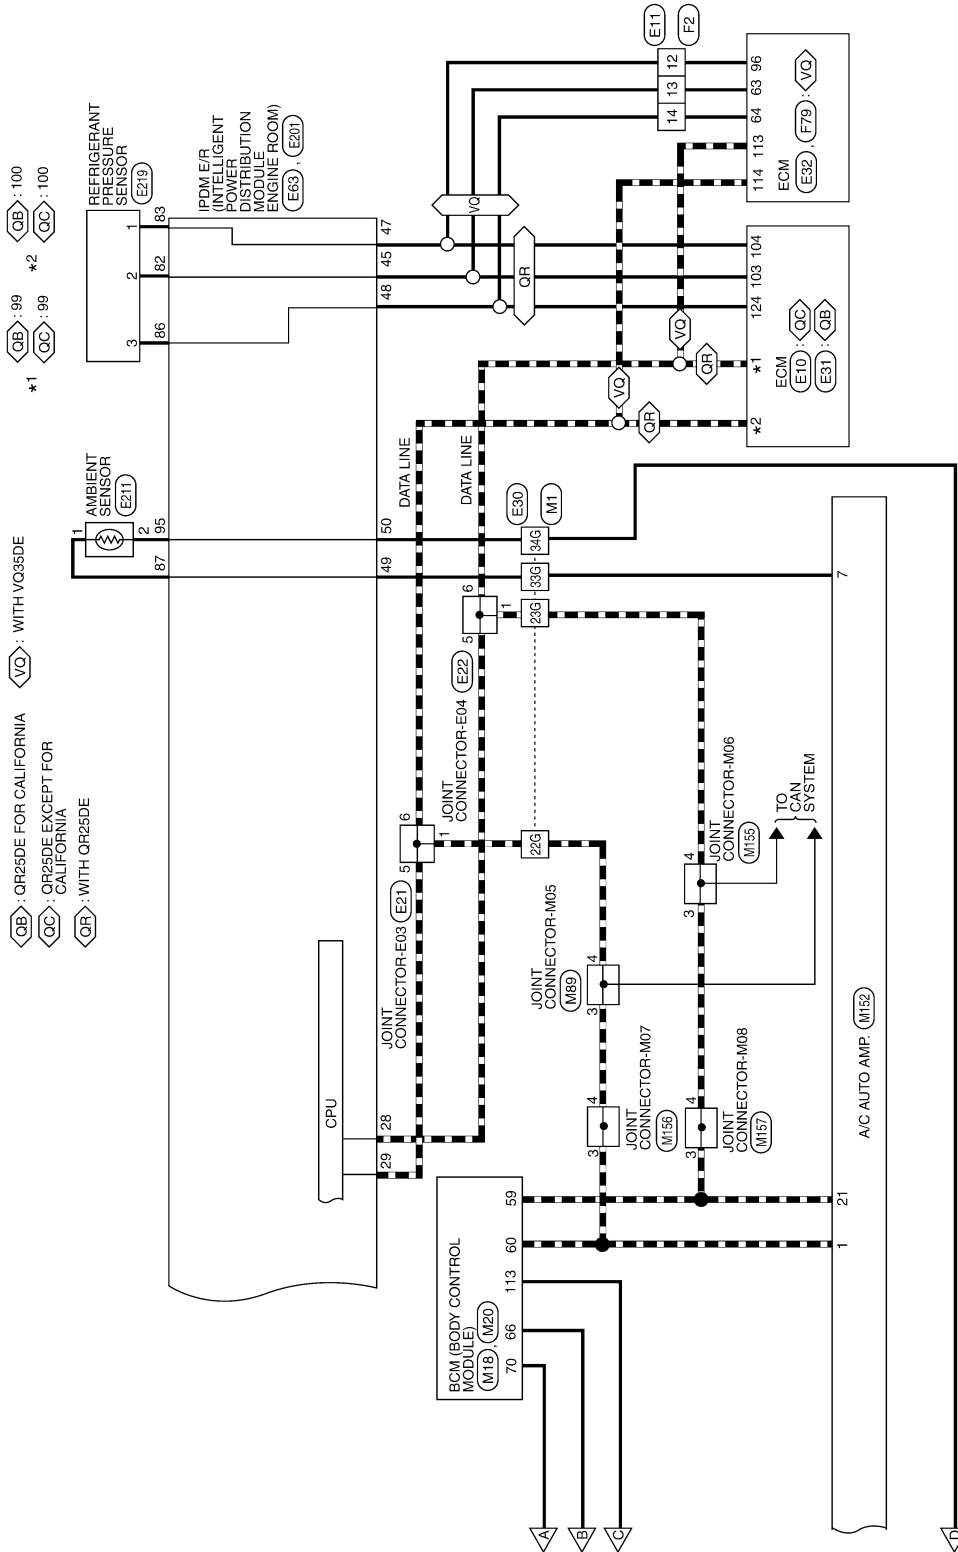 QB : QR25DE FOR CALIFORNIA
QC : QR25DE EXCEPT FOR
CALIFORNIA
QR : WITH QR25DE
VQ : WITH VQ35DE
*1
QB : 99
QC : 99
*2
QB : 100
QC : 100
CPU
AMBIENT
SENSOR
E211
1
2
87
95
REFRIGERANT
PRESSURE
SENSOR
E219
3
2
1
86
82
83
IPDM E/R
(INTELLIGENT
POWER
DISTRIBUTION
MODULE
ENGINE ROOM)
E63 , E201
29
28
49
50
48
45
47
JOINT
CONNECTOR-E03
E21
5
6
1
DATA LINE
JOINT
CONNECTOR-E04
E22
5
6
1
DATA LINE
VQ
QR
BCM (BODY CONTROL
MODULE)
M18 , M20
70
66
113
60
59
22G
23G
33G
34G
E30
M1
JOINT
CONNECTOR-M05
M89
3
4
JOINT
CONNECTOR-M07
M156
3
4
JOINT
CONNECTOR-M06
M155
3
4
JOINT
CONNECTOR-M08
M157
3
4
TO
CAN
SYSTEM
VQ
QR
VQ
QR
14
13
12
E11
F2
*2
*1
124
103
104
ECM
E10 : QC
E31 : QB
114
113
64
63
96
ECM
E32 , F79 : VQ
1
21
7
A/C AUTO AMP. M152
A
B
C
D